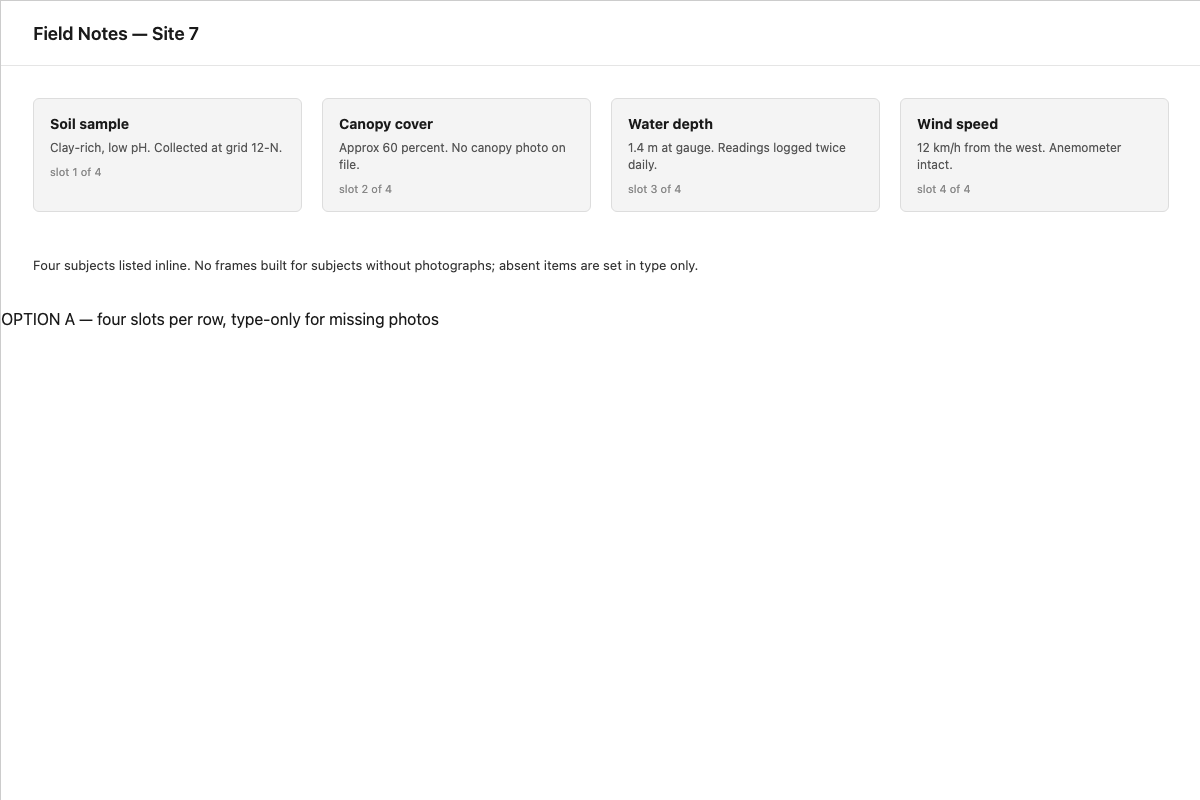 Field Notes — Site 7
Soil sample
Clay-rich, low pH. Collected at grid 12-N.
slot 1 of 4
Canopy cover
Approx 60 percent. No canopy photo on
file.
slot 2 of 4
Water depth
1.4 m at gauge. Readings logged twice
daily.
slot 3 of 4
Wind speed
12 km/h from the west. Anemometer
intact.
slot 4 of 4
Four subjects listed inline. No frames built for subjects without photographs; absent items are set in type only.
OPTION A — four slots per row, type-only for missing photos